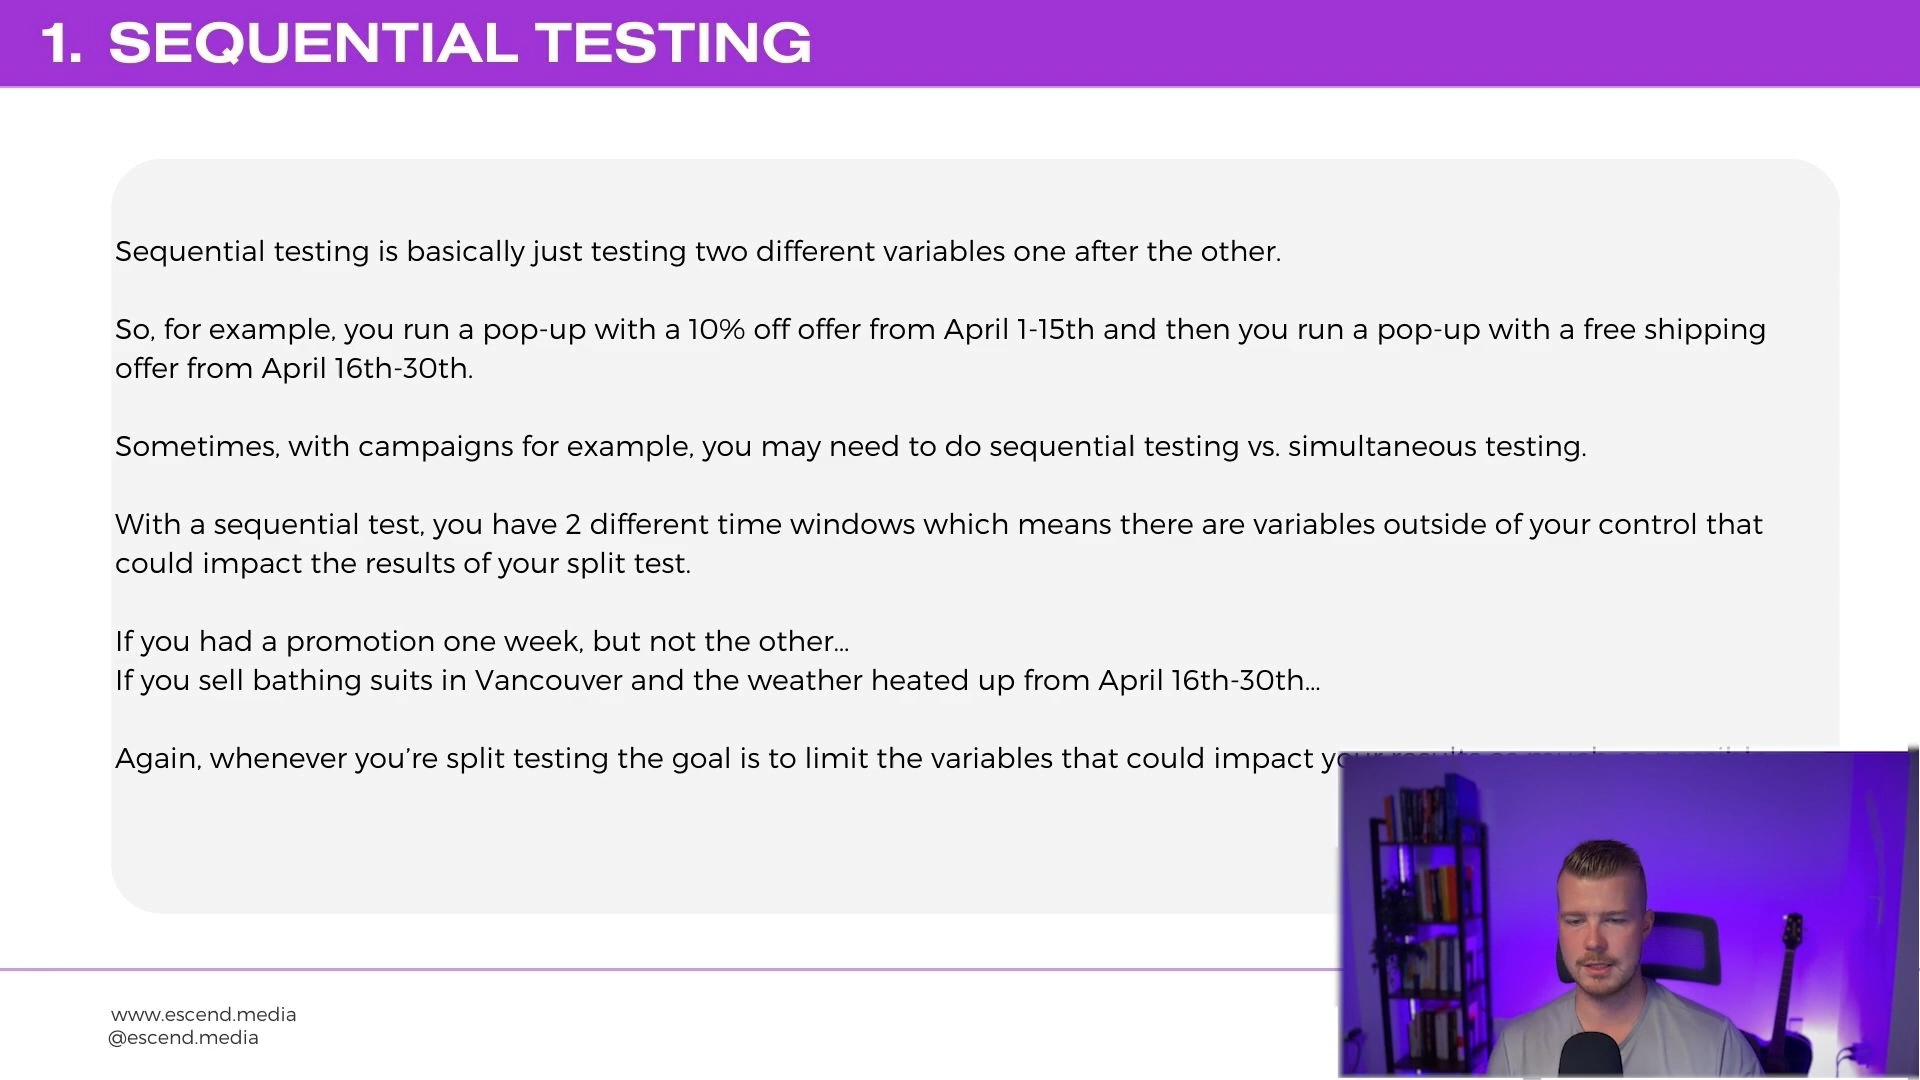 1. SEQUENTIAL TESTING
Sequential testing is basically just testing two different variables one after the other.
So, for example, you run a pop-up with a 10% off offer from April 1-15th and then you run a pop-up with a free shipping
offer from April 16th-30th.
Sometimes, with campaigns for example, you may need to do sequential testing vs. simultaneous testing.
With a sequential test, you have 2 different time windows which means there are variables outside of your control that
could impact the results of your split test.
If you had a promotion one week, but not the other...
If you sell bathing suits in Vancouver and the weather heated up from April 16th-30th...
Again, whenever you’re split testing the goal is to limit the variables that could impact your
www.escend.media
@escend.media